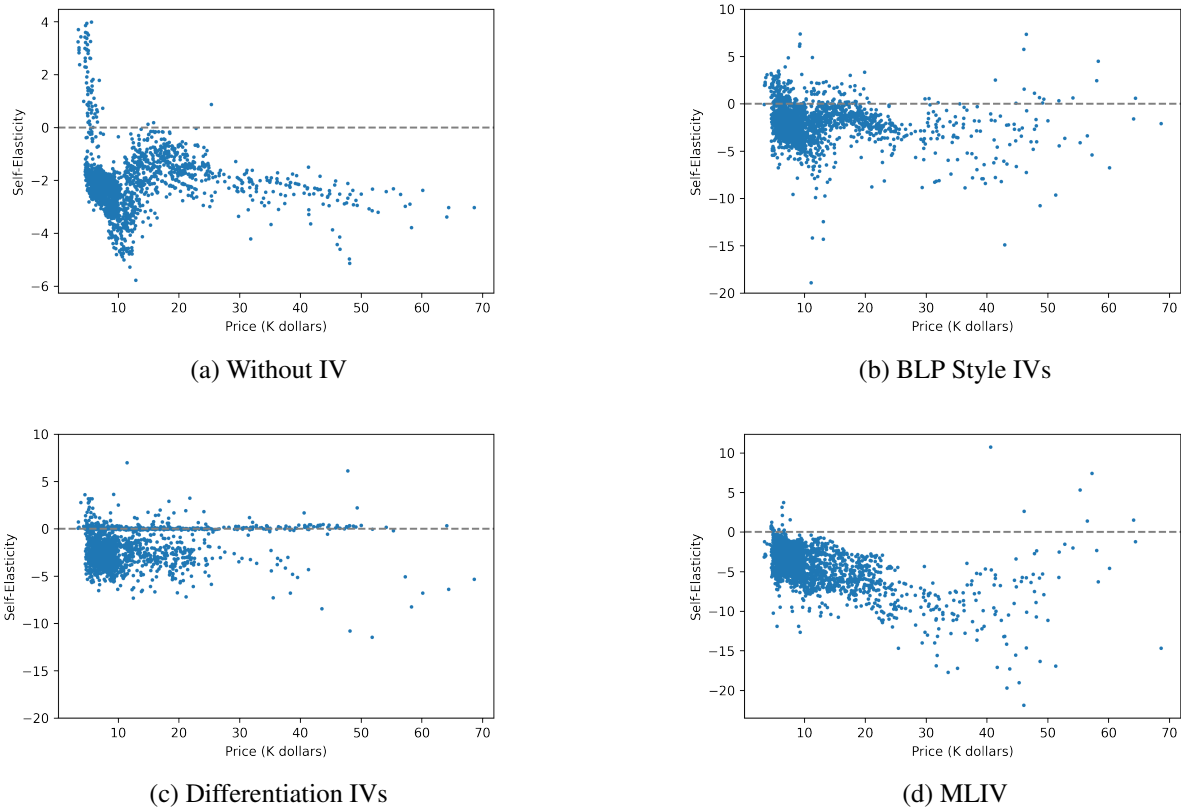 4
2
0
−2
−4
−6
Self-Elasticity
10 20 30 40 50 60 70
Price (K dollars)
(a) Without IV
10
5
0
−5
−10
−15
−20
Self-Elasticity
10 20 30 40 50 60 70
Price (K dollars)
(b) BLP Style IVs
10
5
0
−5
−10
−15
−20
Self-Elasticity
10 20 30 40 50 60 70
Price (K dollars)
(c) Differentiation IVs
10
5
0
−5
−10
−15
−20
Self-Elasticity
10 20 30 40 50 60 70
Price (K dollars)
(d) MLIV